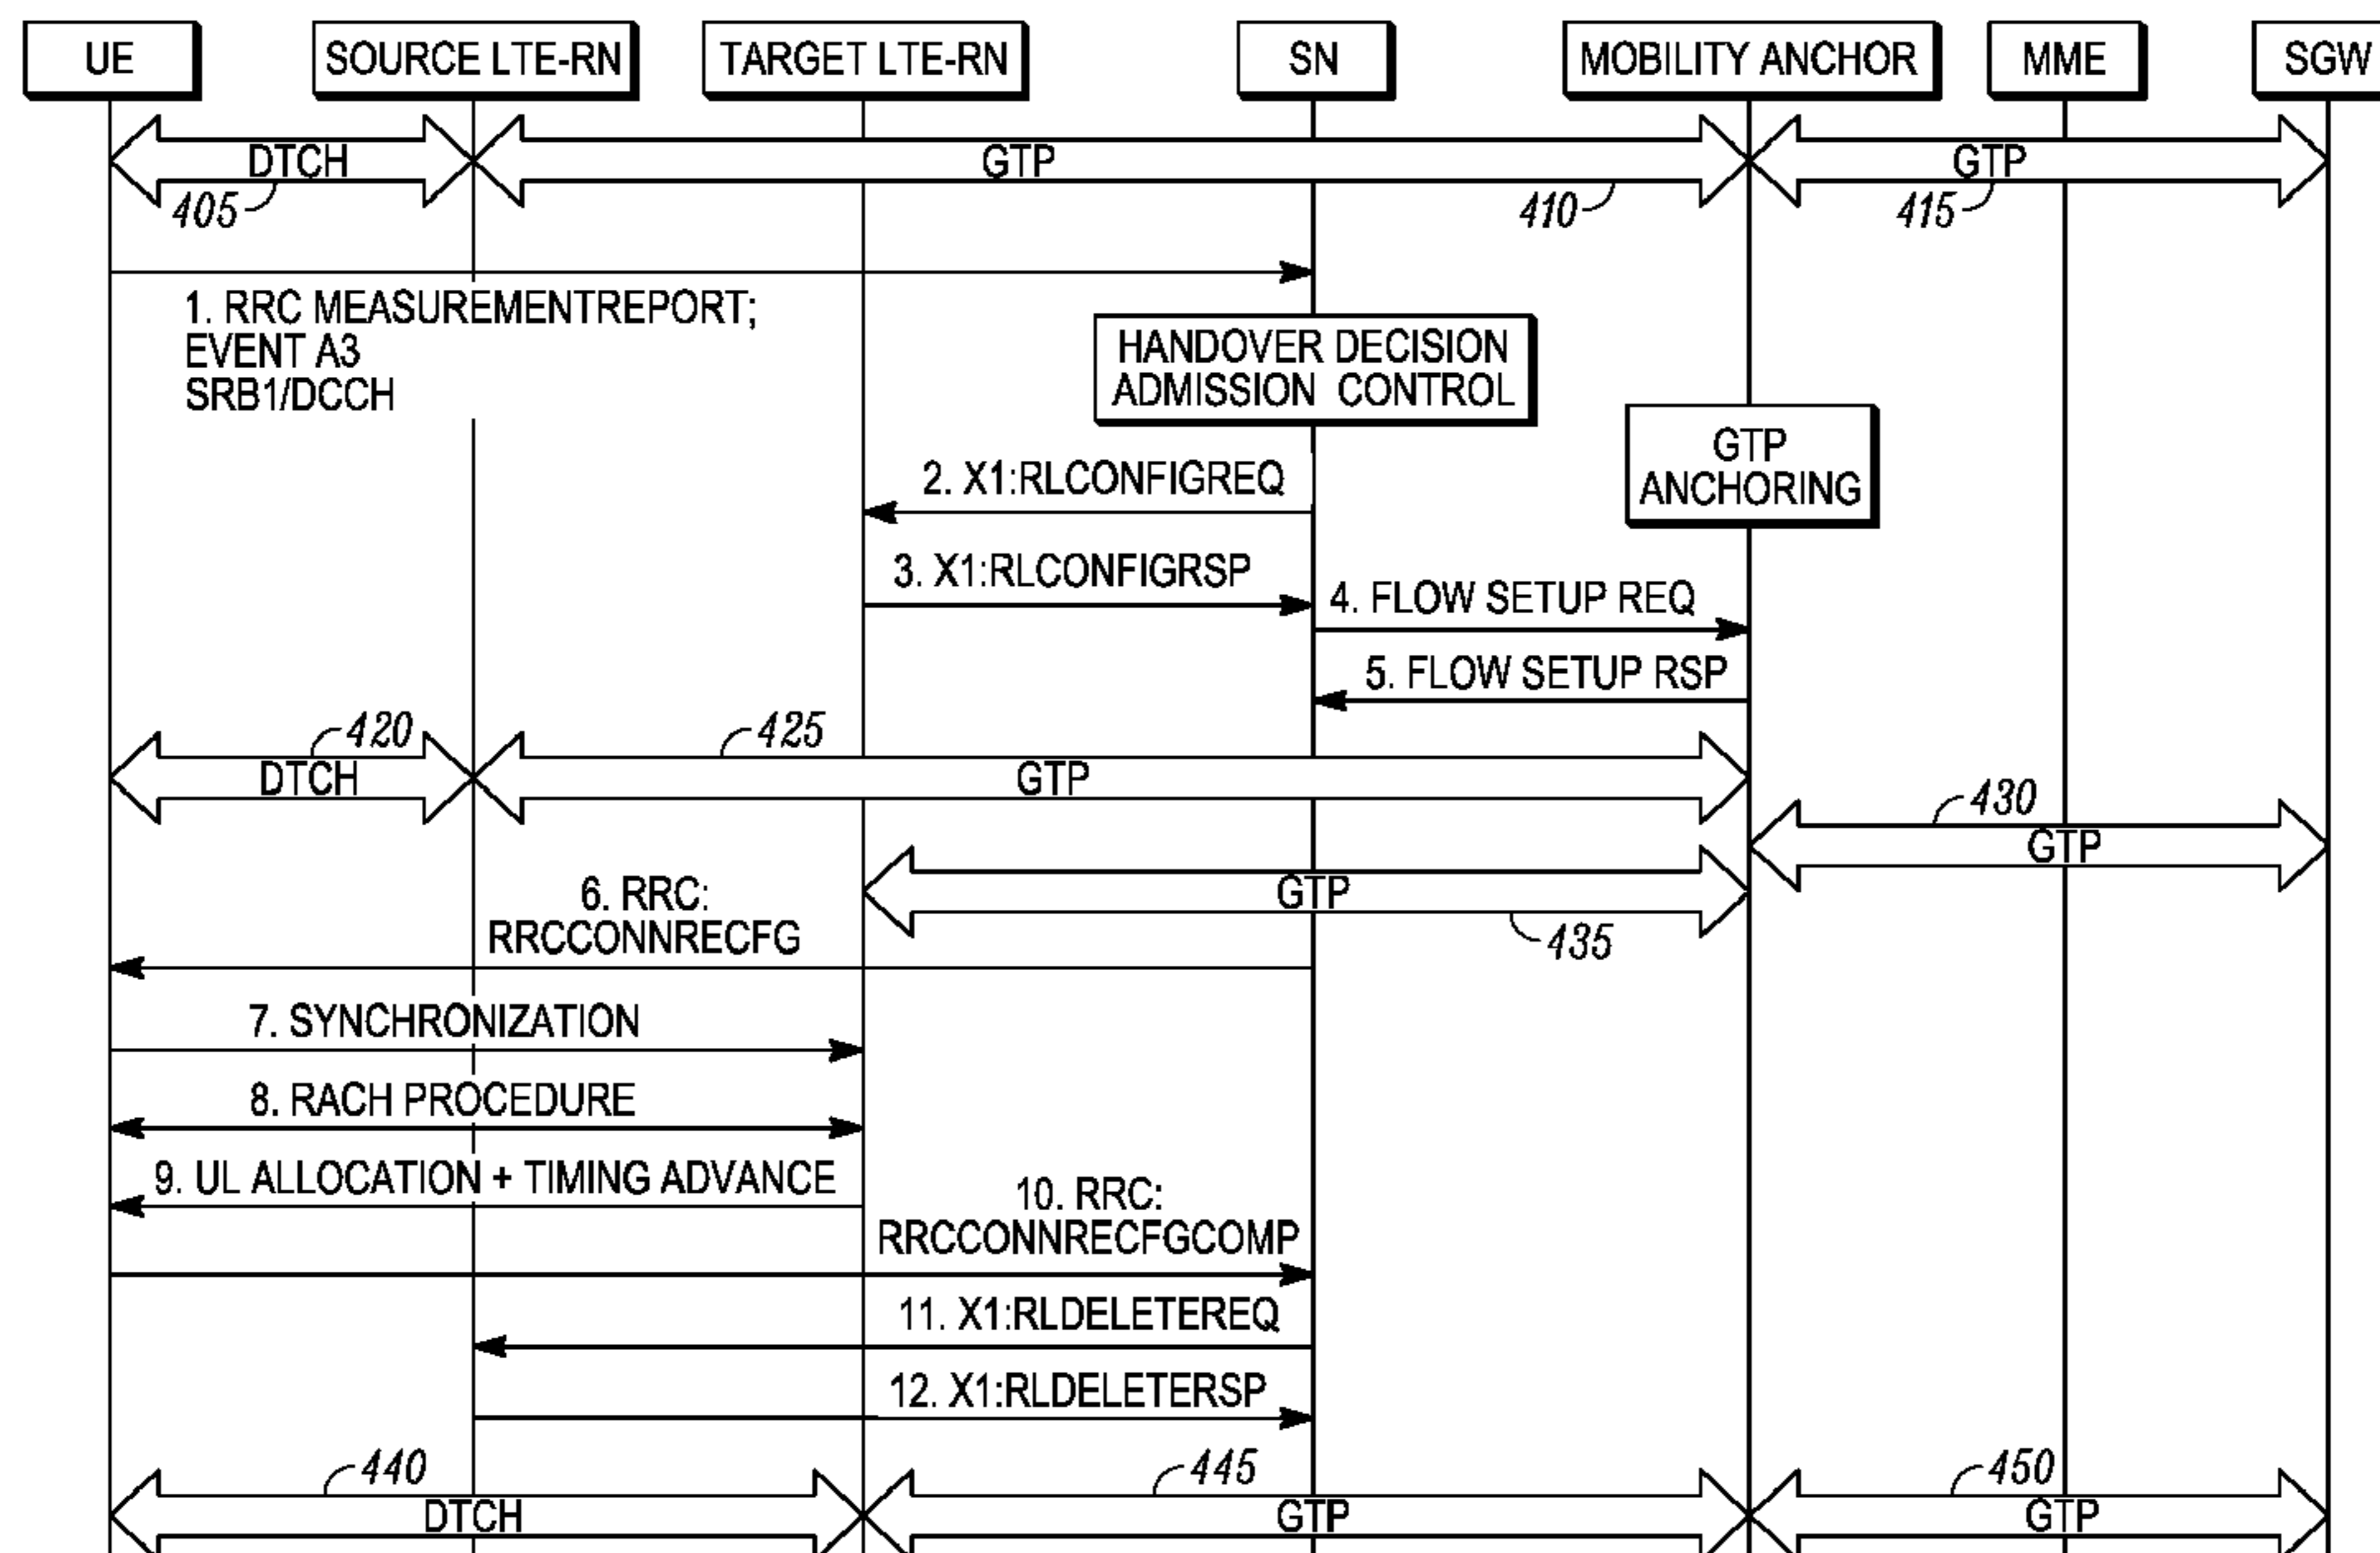 UE
SOURCE LTE-RN
TARGET LTE-RN
SN
MOBILITY ANCHOR
MME
SGW
DTCH
GTP
GTP
405
410
415
1. RRC MEASUREMENTREPORT;
EVENT A3
SRB1/DCCH
HANDOVER DECISION
ADMISSION CONTROL
GTP
ANCHORING
2. X1:RLCONFIGREQ
3. X1:RLCONFIGRSP
4. FLOW SETUP REQ
5. FLOW SETUP RSP
420
425
DTCH
GTP
430
GTP
GTP
435
6. RRC:
RRCCONNRECFG
7. SYNCHRONIZATION
8. RACH PROCEDURE
9. UL ALLOCATION + TIMING ADVANCE
10. RRC:
RRCCONNRECFGCOMP
11. X1:RLDELETEREQ
12. X1:RLDELETERSP
440
445
450
DTCH
GTP
GTP